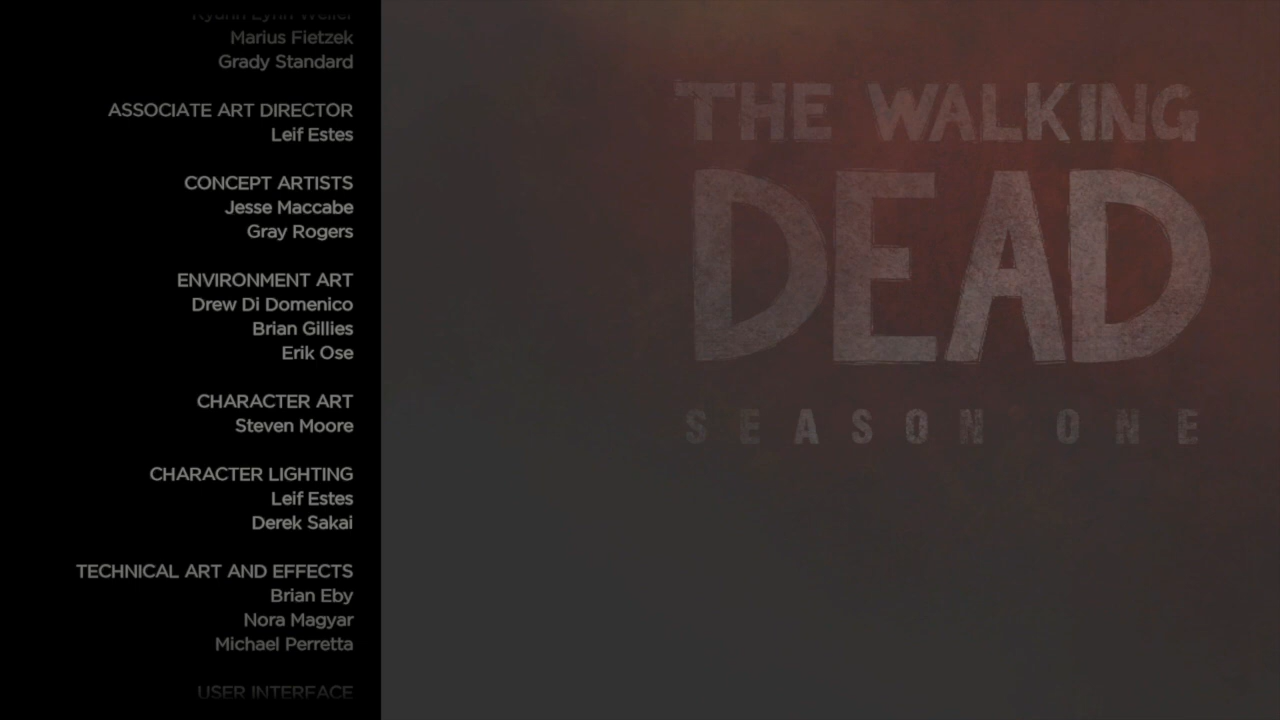 Marius Fietzek
Grady Standard
ASSOCIATE ART DIRECTOR
Leif Estes
CONCEPT ARTISTS
Jesse Maccabe
Gray Rogers
ENVIRONMENT ART
Drew Di Domenico
Brian Gillies
Erik Ose
CHARACTER ART
Steven Moore
CHARACTER LIGHTING
Leif Estes
Derek Sakai
TECHNICAL ART AND EFFECTS
Brian Eby
Nora Magyar
Michael Perretta
USER INTERFACE
THE WALKING
DEAD
SEASON ONE